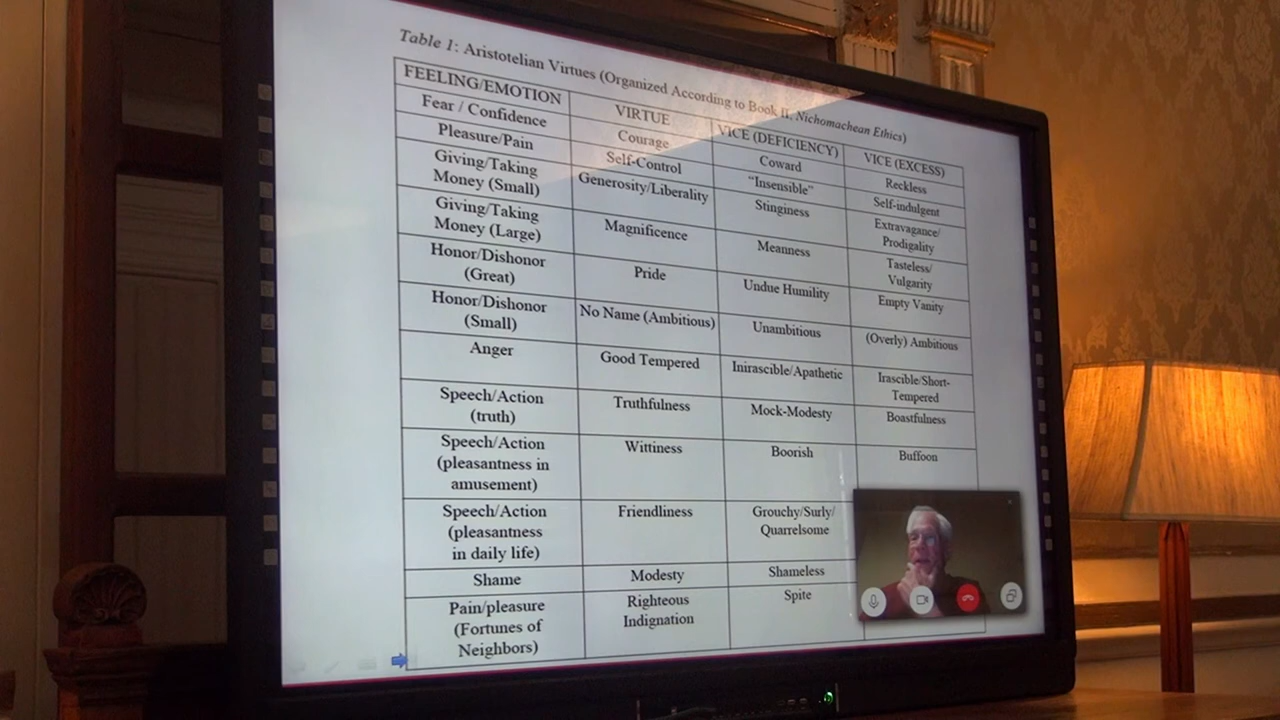 Table 1: Aristotelian Virtues (Organized According to Book II, Nichomachean Ethics)
FEELING/EMOTION VIRTUE VICE (DEFICIENCY) VICE (EXCESS)
Fear / Confidence Courage Coward Reckless
Pleasure/Pain Self-Control "Insensible" Self-indulgent
Giving/Taking Generosity/Liberality Stinginess Extravagance/
Money (Small) Prodigality
Giving/Taking Magnificence Meanness Tasteless/
Money (Large) Vulgarity
Honor/Dishonor Pride Undue Humility Empty Vanity
(Great)
Honor/Dishonor No Name (Ambitious) Unambitious (Overly) Ambitious
(Small)
Anger Good Tempered Inirascible/Apathetic Irascible/Short-
Tempered
Speech/Action Truthfulness Mock-Modesty Boastfulness
(truth)
Speech/Action Wittiness Boorish Buffoon
(pleasantness in
amusement)
Speech/Action Friendliness Grouchy/Surly/
(pleasantness Quarrelsome
in daily life)
Shame Modesty Shameless
Pain/pleasure Righteous Spite
(Fortunes of Indignation
Neighbors)